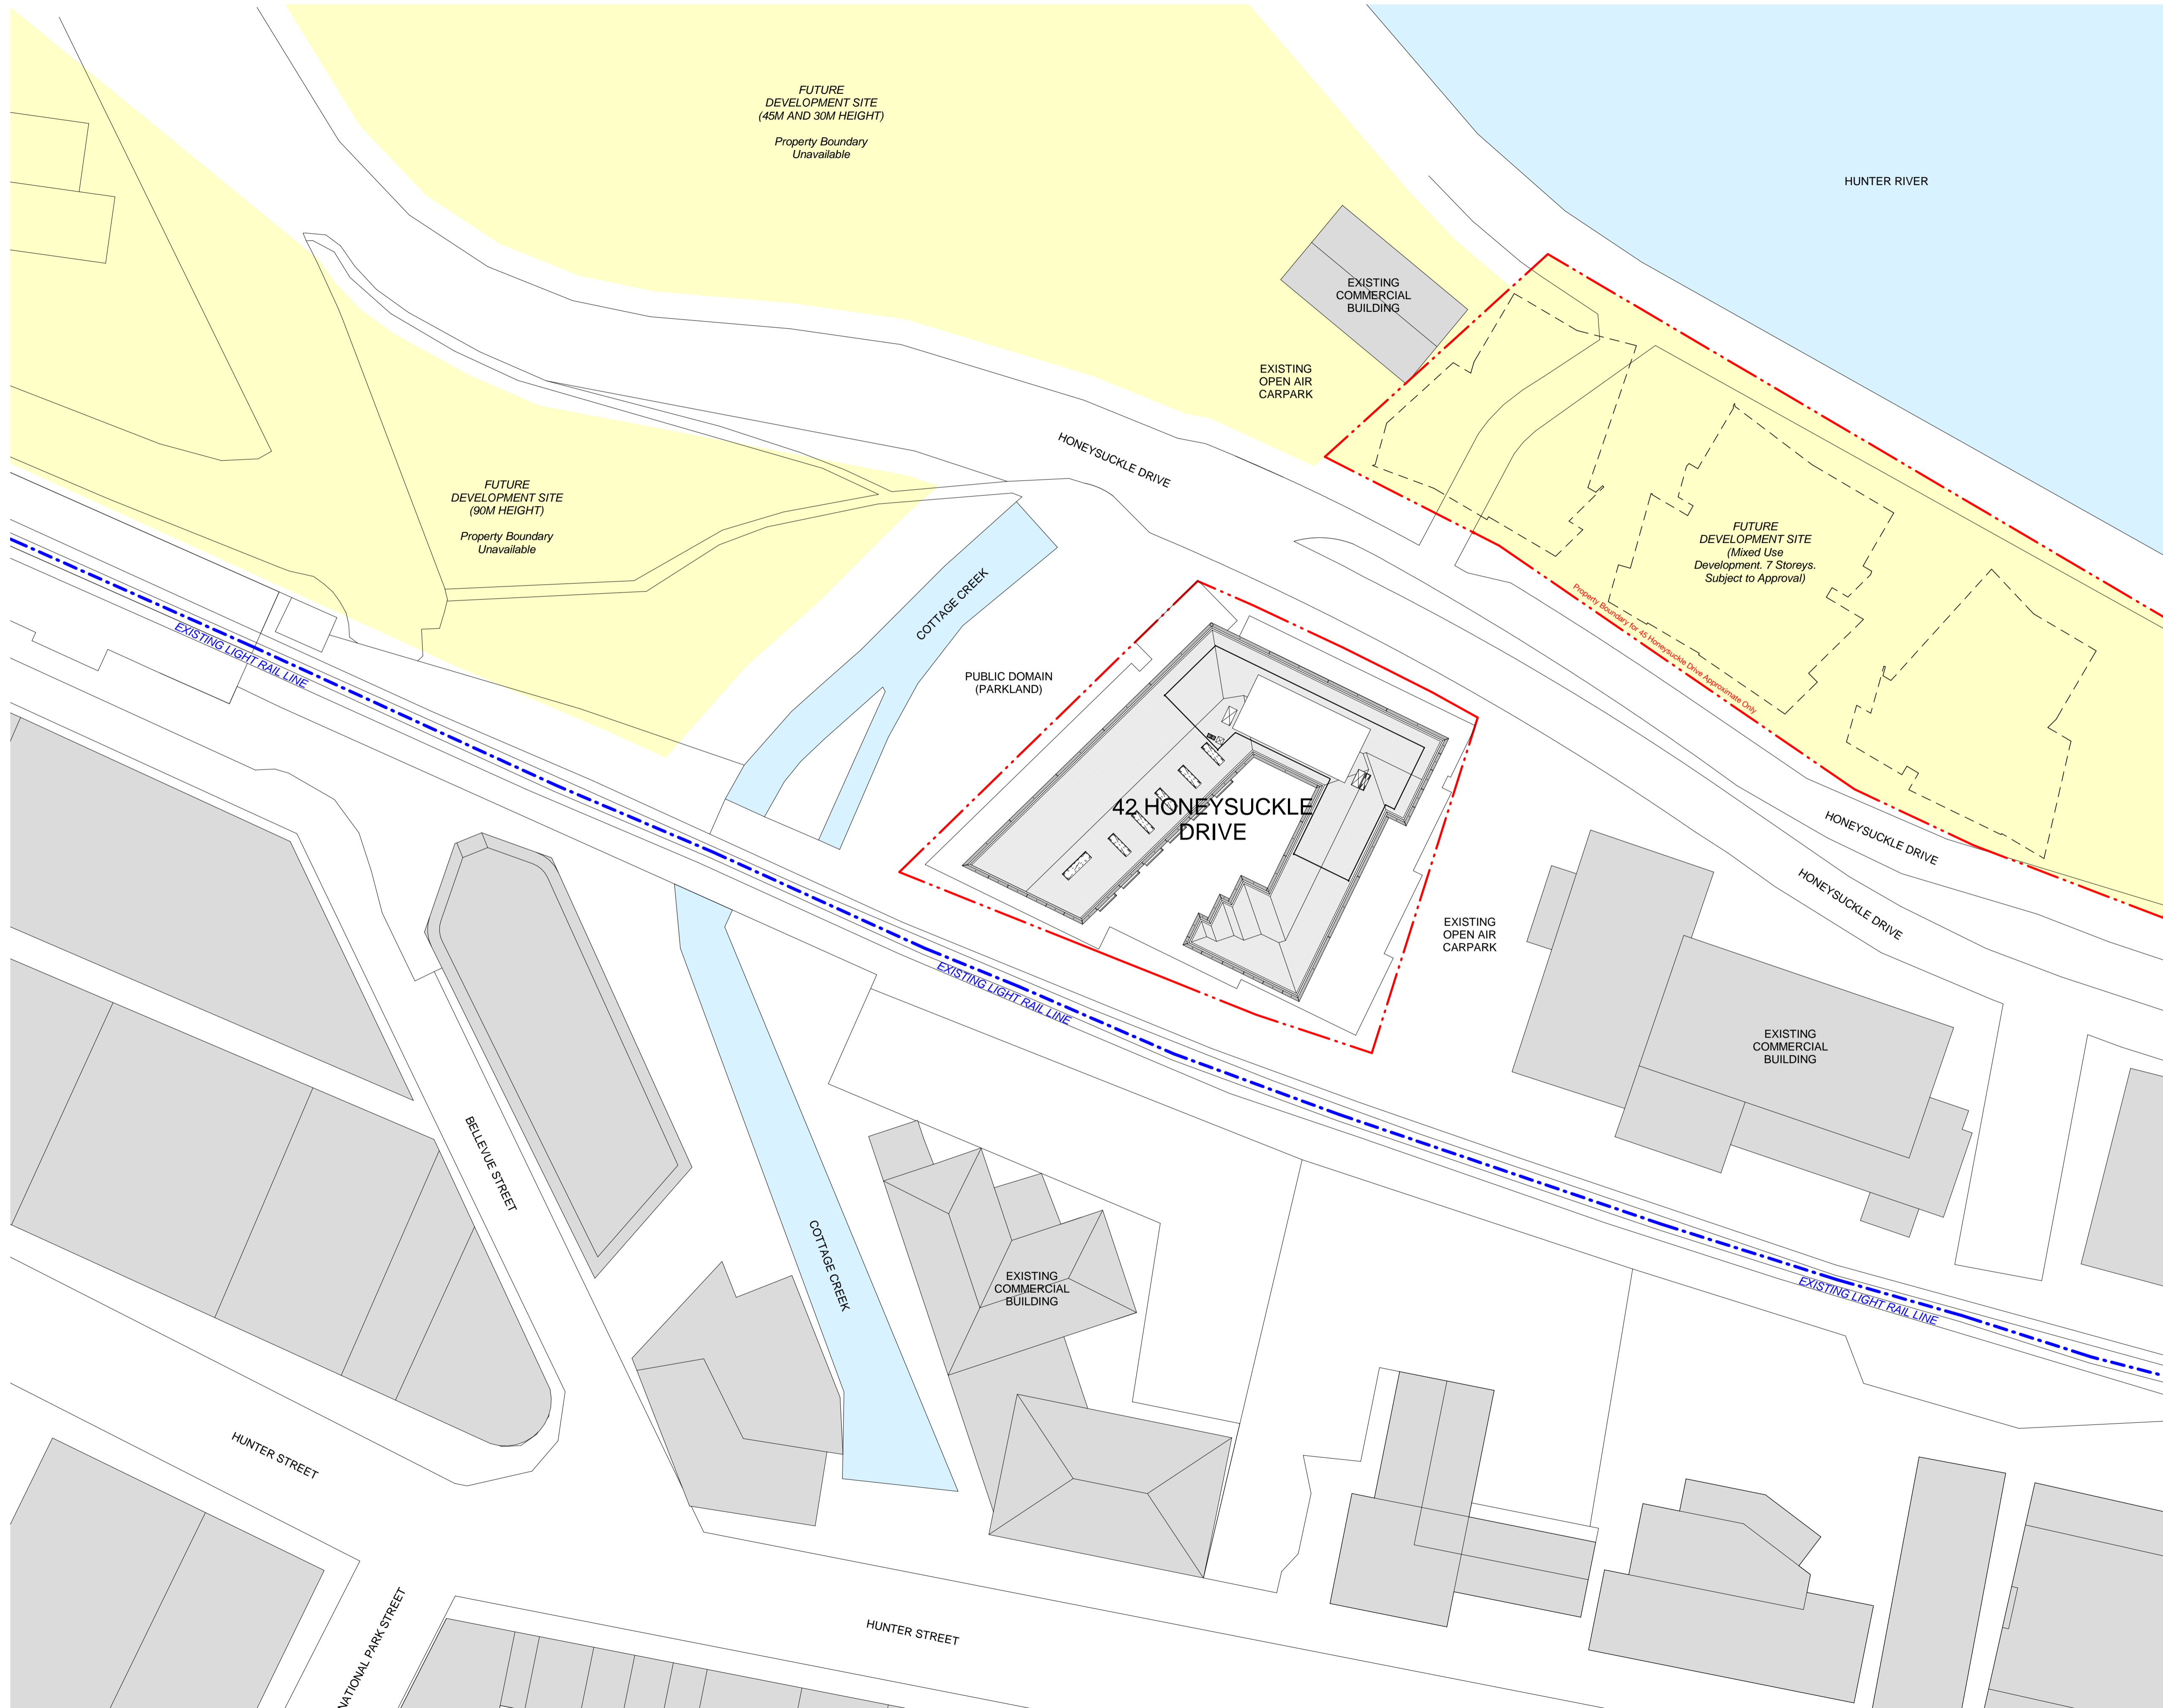 FUTURE
DEVELOPMENT SITE
(45M AND 30M HEIGHT)
Property Boundary
Unavailable
HUNTER RIVER
EXISTING
COMMERCIAL
BUILDING
EXISTING
OPEN AIR
CARPARK
HONEYSUCKLE DRIVE
FUTURE
DEVELOPMENT SITE
(90M HEIGHT)
Property Boundary
Unavailable
FUTURE
DEVELOPMENT SITE
(Mixed Use
Development. 7 Storeys.
Subject to Approval)
Property Boundary for 45 Honeysuckle Drive Approximate Only
COTTAGE CREEK
EXISTING LIGHT RAIL LINE
PUBLIC DOMAIN
(PARKLAND)
42 HONEYSUCKLE
DRIVE
HONEYSUCKLE DRIVE
HONEYSUCKLE DRIVE
EXISTING
OPEN AIR
CARPARK
EXISTING LIGHT RAIL LINE
EXISTING
COMMERCIAL
BUILDING
BELLEVUE STREET
COTTAGE CREEK
EXISTING
COMMERCIAL
BUILDING
EXISTING LIGHT RAIL LINE
HUNTER STREET
HUNTER STREET
NATIONAL PARK STREET